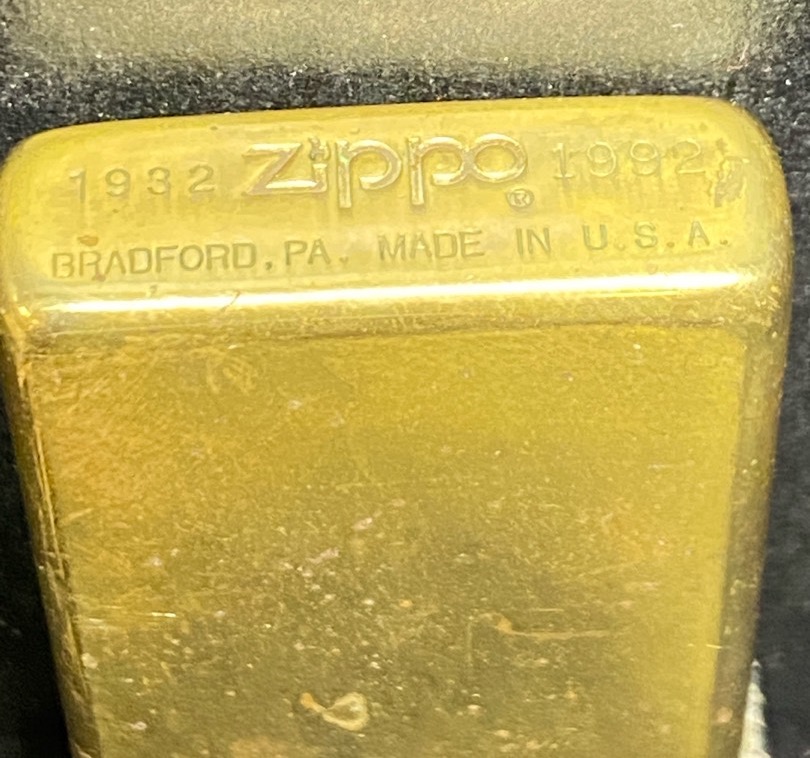 1932 Zippo® 1992
BRADFORD, PA. MADE IN U.S.A.